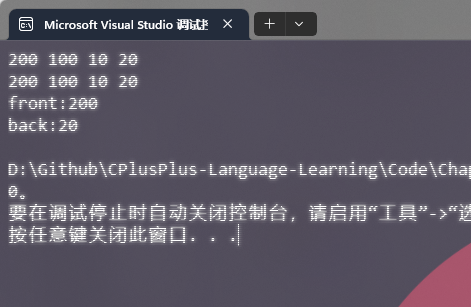 Microsoft Visual Studio 调试
200 100 10 20
200 100 10 20
front:200
back:20
D:\Github\CPlusPlus-Language-Learning\Code\Chap
0。
要在调试停止时自动关闭控制台，请启用“工具”->“选
按任意键关闭此窗口. . .